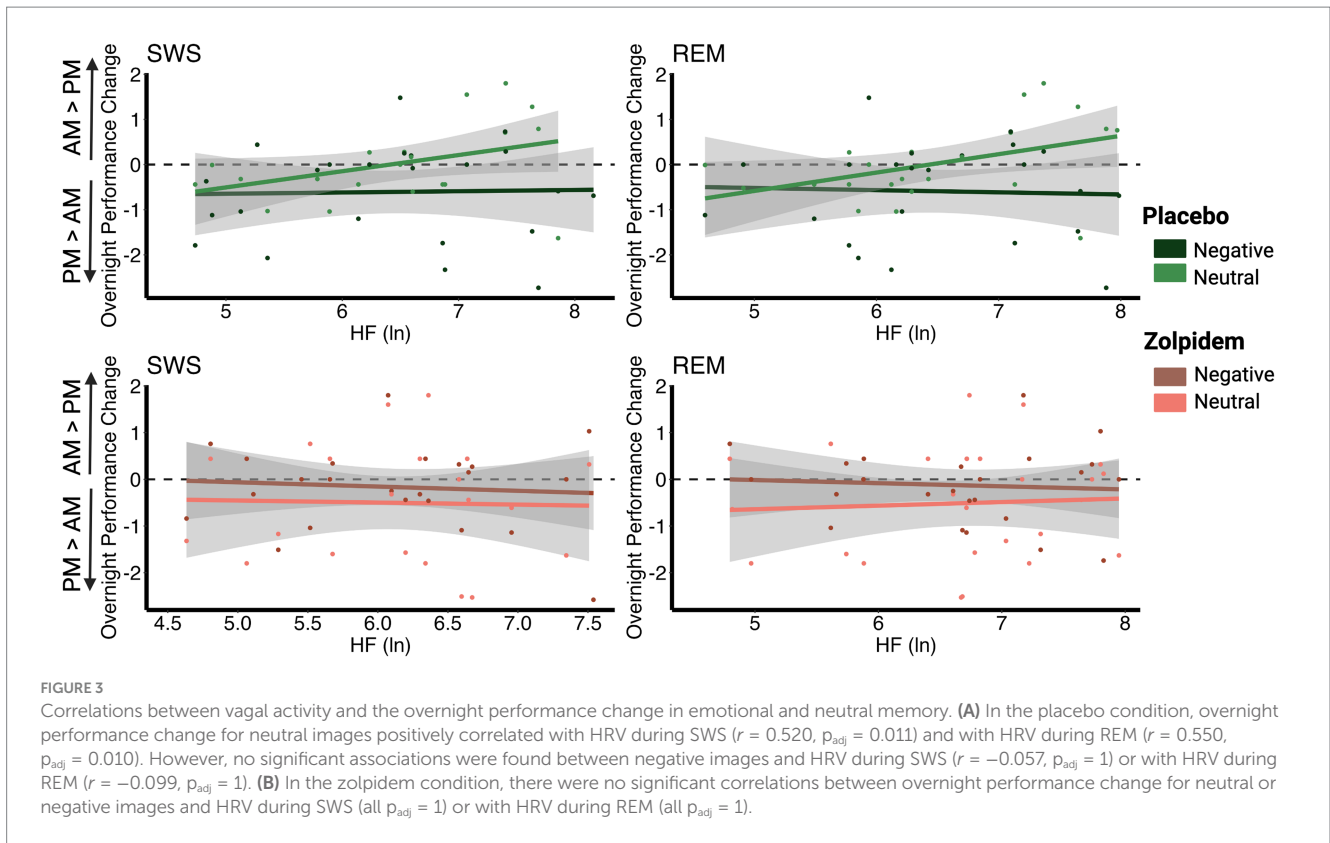 SWS
REM
AM > PM
PM > AM
Overnight Performance Change
2
1
0
-1
-2
5
6
7
8
HF (ln)
Overnight Performance Change
2
1
0
-1
-2
5
6
7
8
HF (ln)
Placebo
Negative
Neutral
Zolpidem
Negative
Neutral
SWS
REM
AM > PM
PM > AM
Overnight Performance Change
2
1
0
-1
-2
4.5
5.0
5.5
6.0
6.5
7.0
7.5
HF (ln)
Overnight Performance Change
2
1
0
-1
-2
5
6
7
8
HF (ln)
FIGURE 3
Correlations between vagal activity and the overnight performance change in emotional and neutral memory. (A) In the placebo condition, overnight
performance change for neutral images positively correlated with HRV during SWS (r = 0.520, padj = 0.011) and with HRV during REM (r = 0.550,
padj = 0.010). However, no significant associations were found between negative images and HRV during SWS (r = −0.057, padj = 1) or with HRV during
REM (r = −0.099, padj = 1). (B) In the zolpidem condition, there were no significant correlations between overnight performance change for neutral or
negative images and HRV during SWS (all padj = 1) or with HRV during REM (all padj = 1).